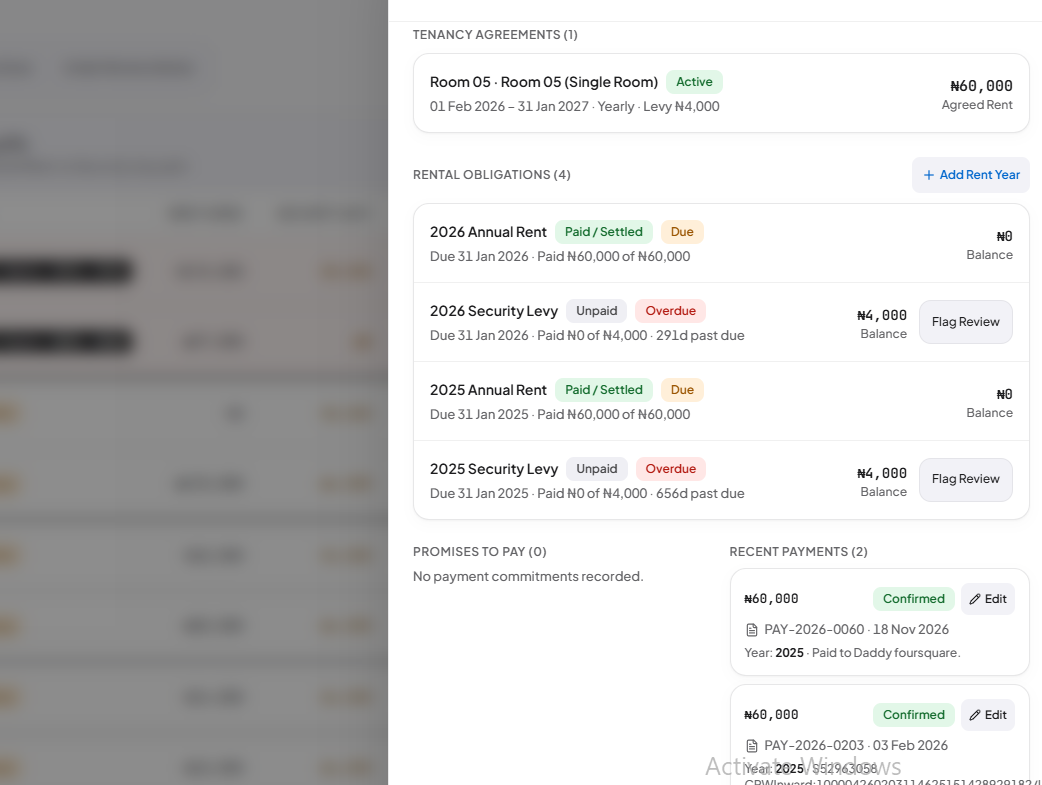 TENANCY AGREEMENTS (1)
Room 05 · Room 05 (Single Room) Active
₦60,000
01 Feb 2026 – 31 Jan 2027 · Yearly · Levy ₦4,000
Agreed Rent
RENTAL OBLIGATIONS (4)
+ Add Rent Year
2026 Annual Rent Paid / Settled Due
₦0
Due 31 Jan 2026 · Paid ₦60,000 of ₦60,000
Balance
2026 Security Levy Unpaid Overdue
₦4,000
Due 31 Jan 2026 · Paid ₦0 of ₦4,000 · 291d past due
Balance
Flag Review
2025 Annual Rent Paid / Settled Due
₦0
Due 31 Jan 2025 · Paid ₦60,000 of ₦60,000
Balance
2025 Security Levy Unpaid Overdue
₦4,000
Due 31 Jan 2025 · Paid ₦0 of ₦4,000 · 656d past due
Balance
Flag Review
PROMISES TO PAY (0)
No payment commitments recorded.
RECENT PAYMENTS (2)
₦60,000 Confirmed Edit
PAY-2026-0060 · 18 Nov 2026
Year: 2025 · Paid to Daddy foursquare.
₦60,000 Confirmed Edit
PAY-2026-0203 · 03 Feb 2026
Year: 2025 · S52963058
Activate Windows